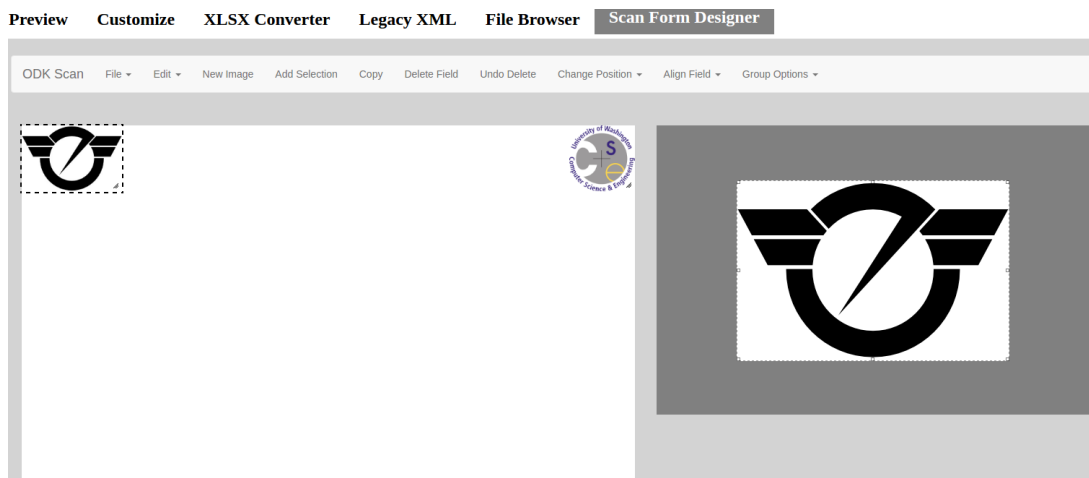 Preview Customize XLSX Converter Legacy XML File Browser Scan Form Designer
ODK Scan File Edit New Image Add Selection Copy Delete Field Undo Delete Change Position Align Field Group Options
University of Washington
C S e
Computer Science & Engineering